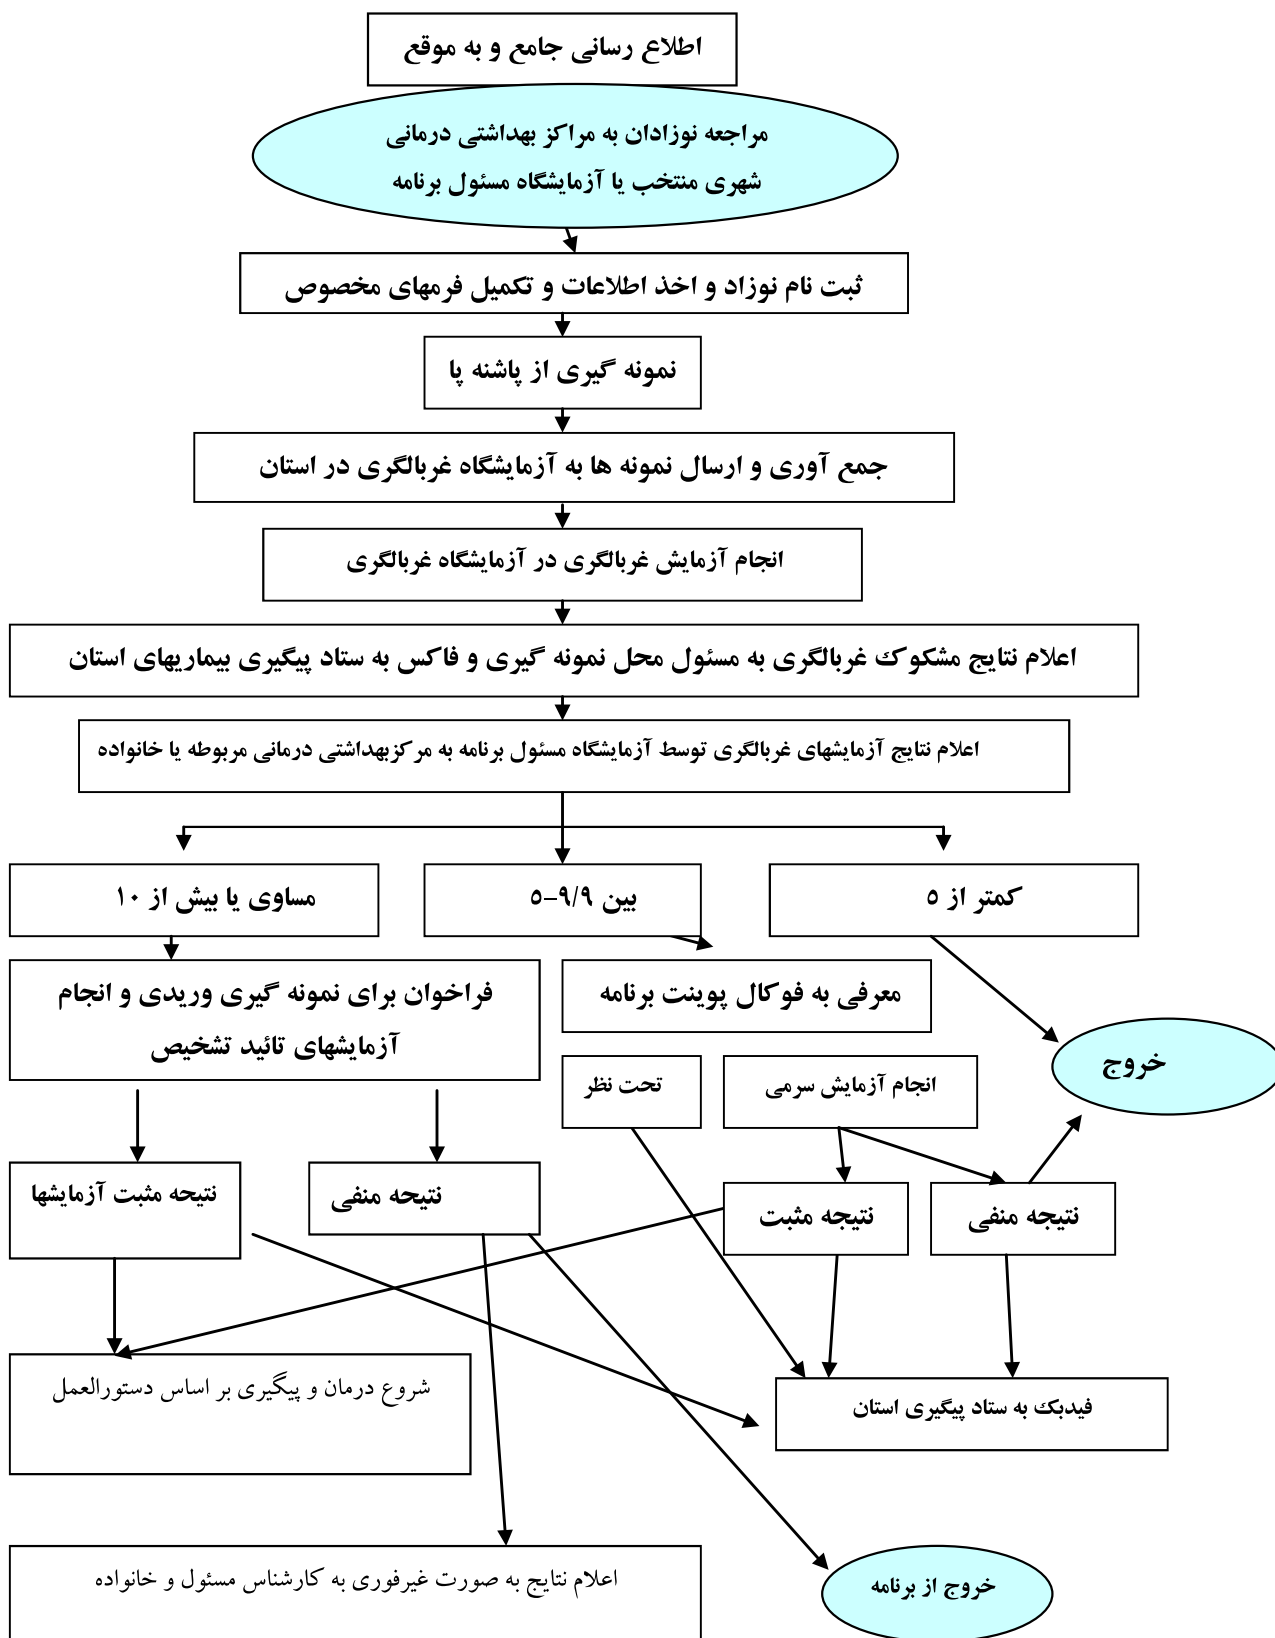 اطلاع رسانی جامع و به موقع
مراجعه نوزادان به مراکز بهداشتی درمانی
شهری منتخب یا آزمایشگاه مسئول برنامه
ثبت نام نوزاد و اخذ اطلاعات و تکمیل فرمهای مخصوص
نمونه گیری از پاشنه پا
جمع آوری و ارسال نمونه ها به آزمایشگاه غربالگری در استان
انجام آزمایش غربالگری در آزمایشگاه غربالگری
اعلام نتایج مشکوک غربالگری به مسئول محل نمونه گیری و فاکس به ستاد پیگیری بیماریهای استان
اعلام نتایج آزمایشهای غربالگری توسط آزمایشگاه مسئول برنامه به مرکزبهداشتی درمانی مربوطه یا خانواده
کمتر از ۵
بین ۹/۹-۵
مساوی یا بیش از ۱۰
معرفی به فوکال پوینت برنامه
فراخوان برای نمونه گیری وریدی و انجام
آزمایشهای تائید تشخیص
خروج
انجام آزمایش سرمی
تحت نظر
نتیجه منفی
نتیجه مثبت
نتیحه منفی
نتیحه مثبت آزمایشها
فیدبک به ستاد پیگیری استان
شروع درمان و پیگیری بر اساس دستورالعمل
خروج از برنامه
اعلام نتایج به صورت غیرفوری به کارشناس مسئول و خانواده